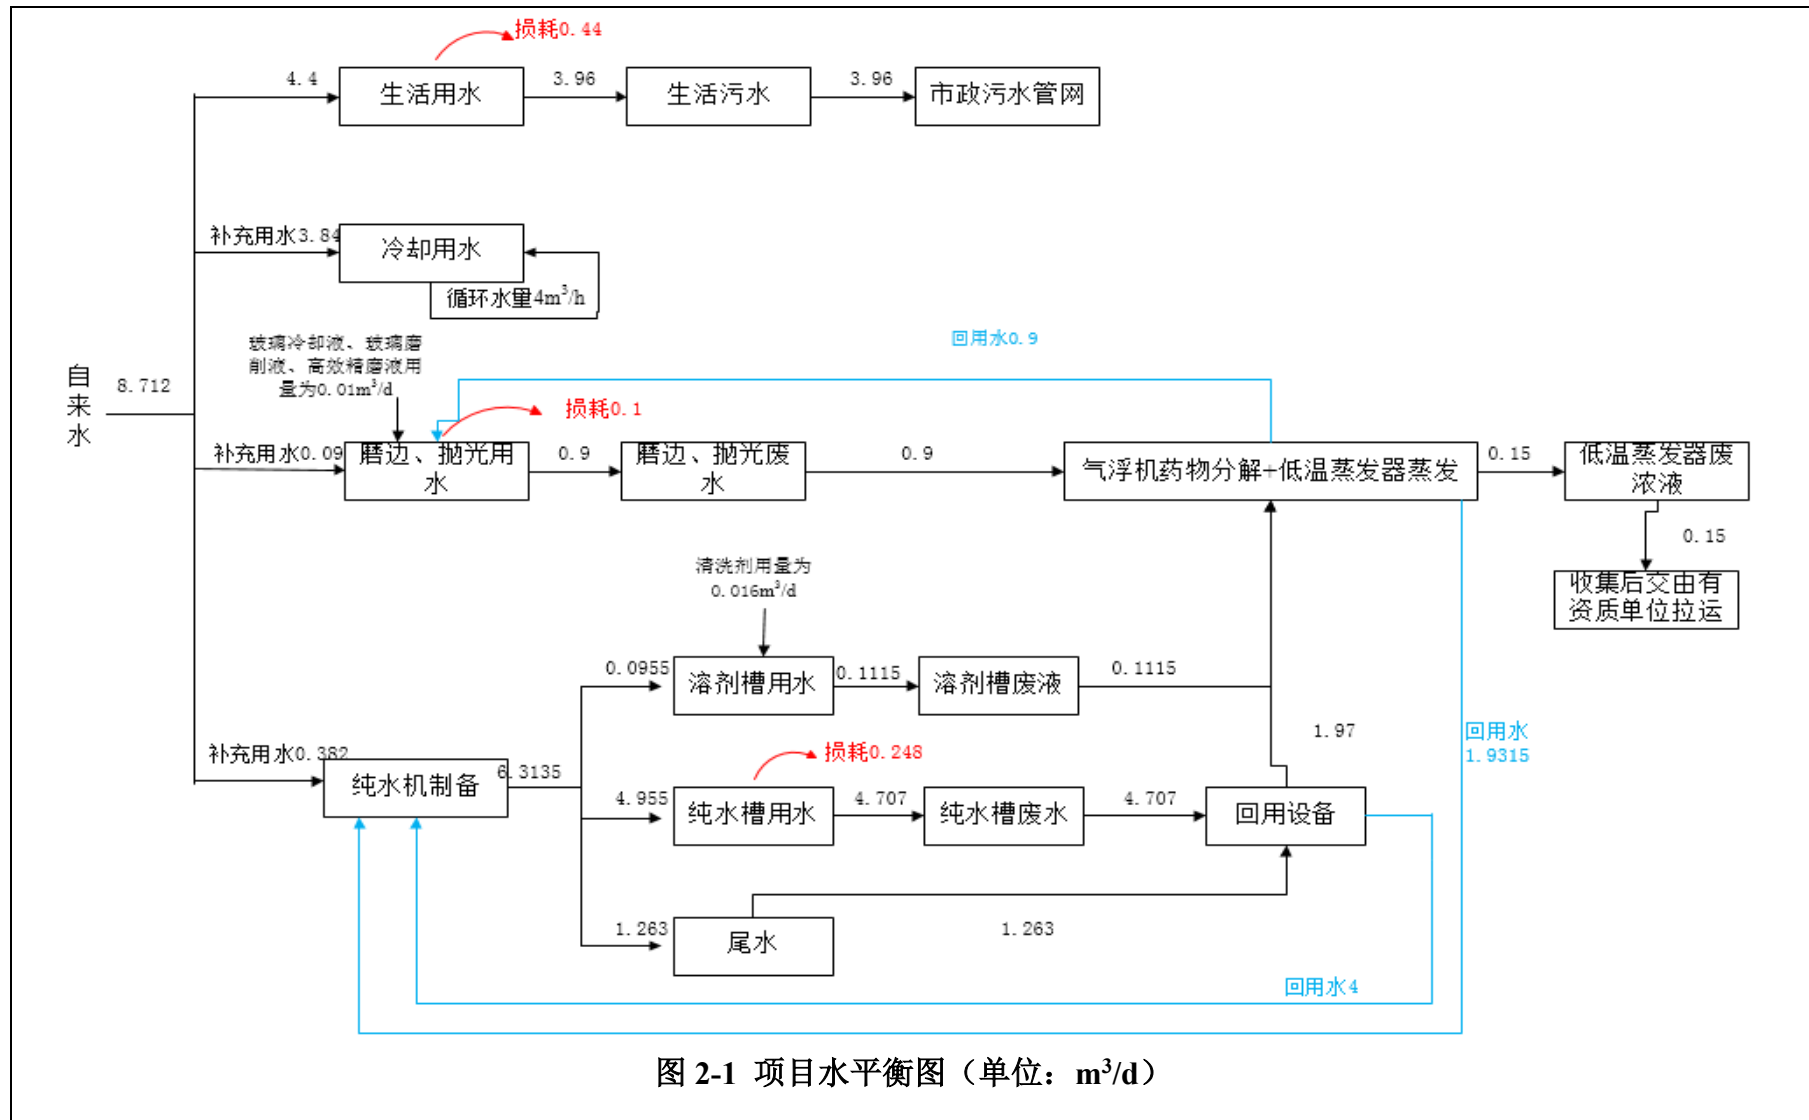 损耗0.44
4.4
生活用水
3.96
生活污水
3.96
市政污水管网
补充用水3.84
冷却用水
循环水量4m³/h
玻璃冷却液、玻璃磨
削液、高效精磨液用
量为0.01m³/d
回用水0.9
自
来
水
8.712
损耗0.1
补充用水0.09
磨边、抛光用
水
0.9
磨边、抛光废
水
0.9
气浮机药物分解+低温蒸发器蒸发
0.15
低温蒸发器废
浓液
0.15
收集后交由有
资质单位拉运
清洗剂用量为
0.016m³/d
0.0955
溶剂槽用水
0.1115
溶剂槽废液
0.1115
1.97
回用水
1.9315
补充用水0.382
纯水机制备
6.3135
损耗0.248
4.955
纯水槽用水
4.707
纯水槽废水
4.707
回用设备
1.263
尾水
1.263
回用水4
图 2-1 项目水平衡图（单位：m³/d）